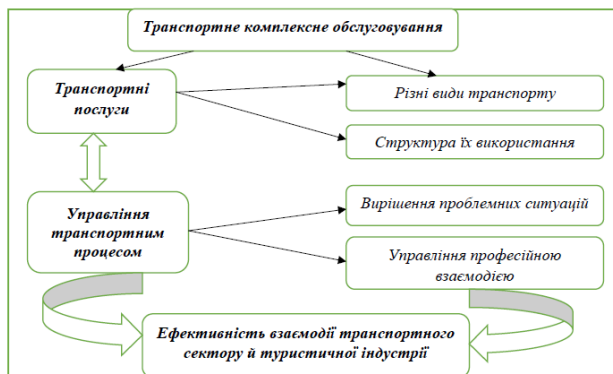 Транспортне комплексне обслуговування
Транспортні
послуги
Різні види транспорту
Структура їх використання
Управління
транспортним
процесом
Вирішення проблемних ситуацій
Управління професійною
взаємодією
Ефективність взаємодії транспортного
сектору й туристичної індустрії